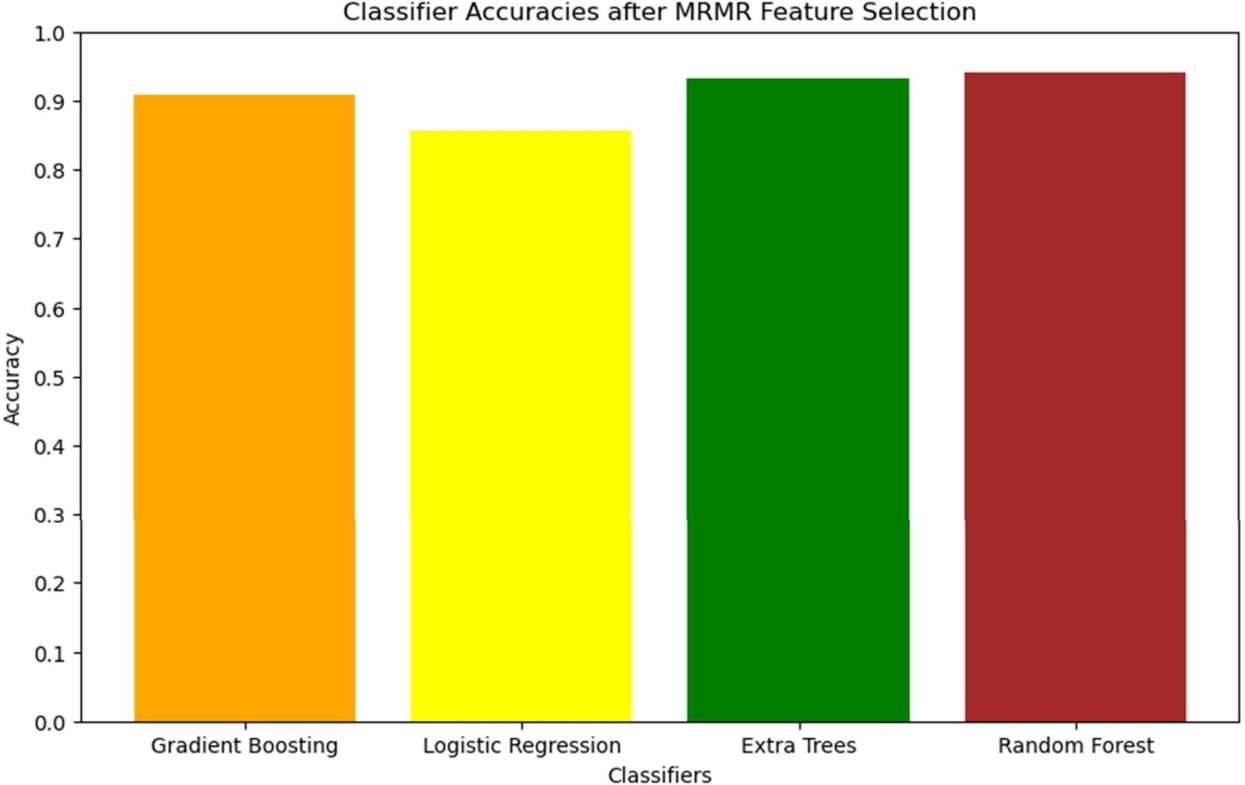 Classifier Accuracies after MRMR Feature Selection
1.0
0.9
0.8
0.7
0.6
0.5
0.4
0.3
0.2
0.1
0.0
Accuracy
Gradient Boosting Logistic Regression Extra Trees Random Forest
Classifiers